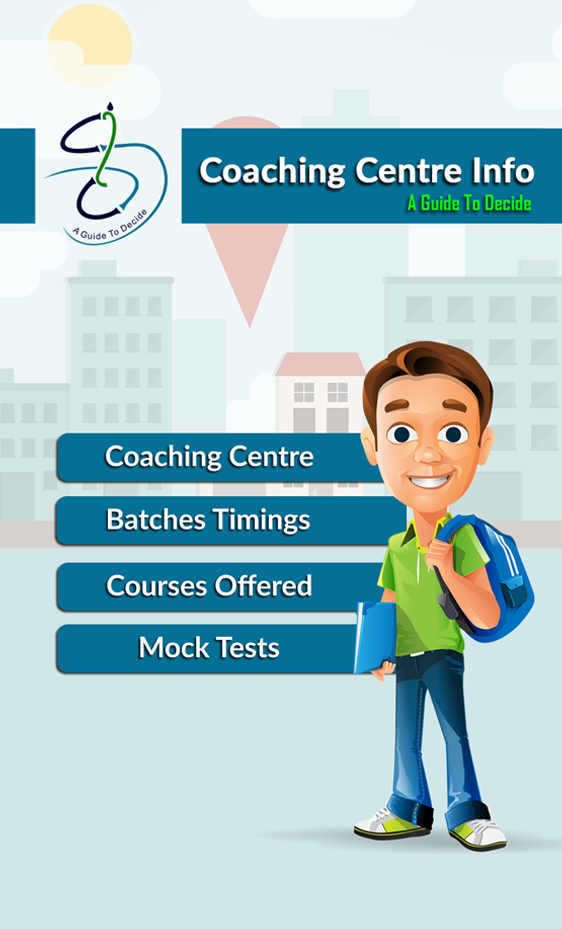 Coaching Centre Info
A Guide To Decide
A Guide To Decide
Coaching Centre
Batches Timings
Courses Offered
Mock Tests